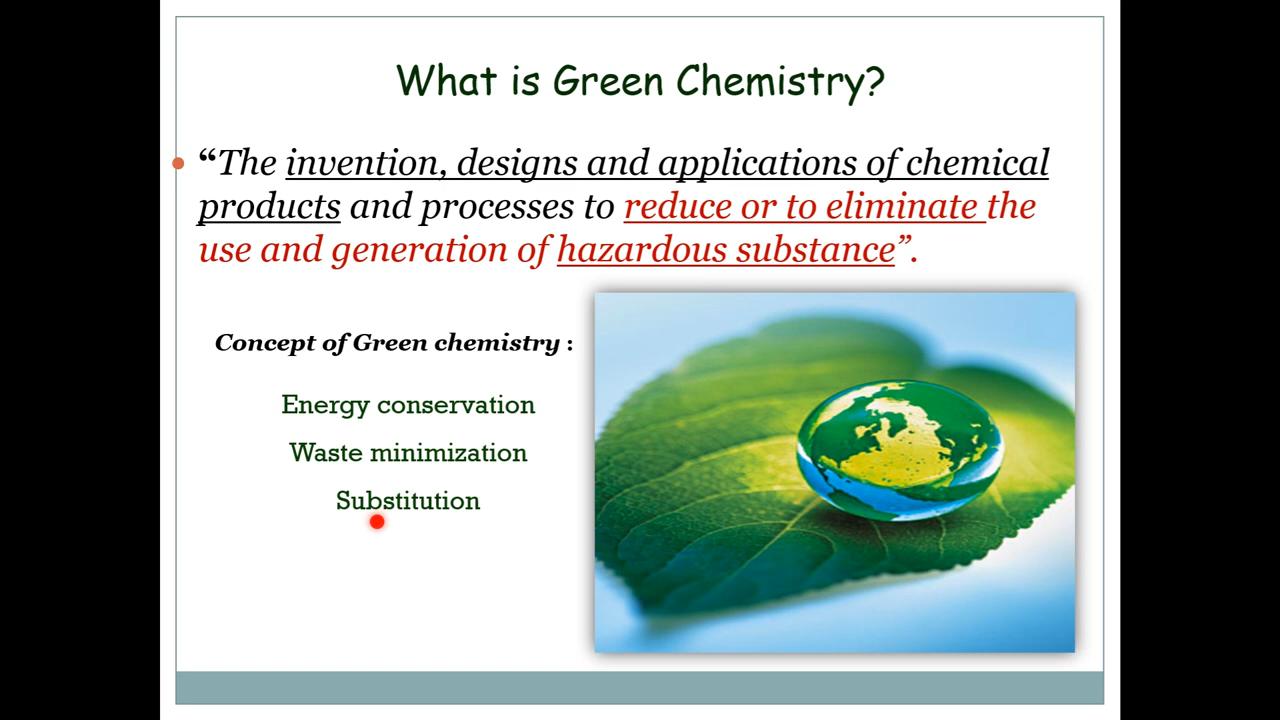 What is Green Chemistry?
“The invention, designs and applications of chemical
products and processes to reduce or to eliminate the
use and generation of hazardous substance”.
Concept of Green chemistry :
Energy conservation
Waste minimization
Substitution